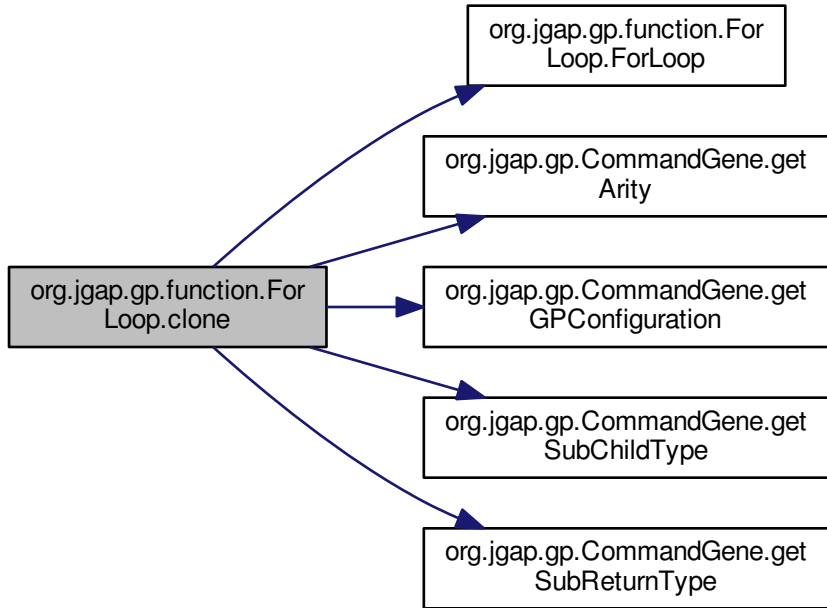 org.jgap.gp.function.For
Loop.ForLoop
org.jgap.gp.CommandGene.get
Arity
org.jgap.gp.function.For
Loop.clone
org.jgap.gp.CommandGene.get
GPConfiguration
org.jgap.gp.CommandGene.get
SubChildType
org.jgap.gp.CommandGene.get
SubReturnType